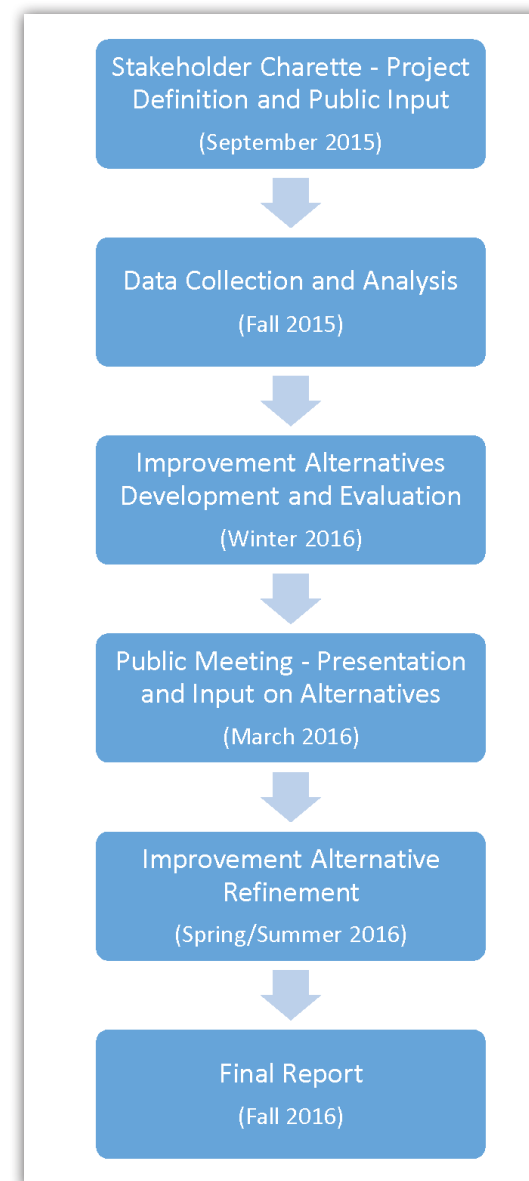 Stakeholder Charette - Project
Definition and Public Input
(September 2015)
Data Collection and Analysis
(Fall 2015)
Improvement Alternatives
Development and Evaluation
(Winter 2016)
Public Meeting - Presentation
and Input on Alternatives
(March 2016)
Improvement Alternative
Refinement
(Spring/Summer 2016)
Final Report
(Fall 2016)